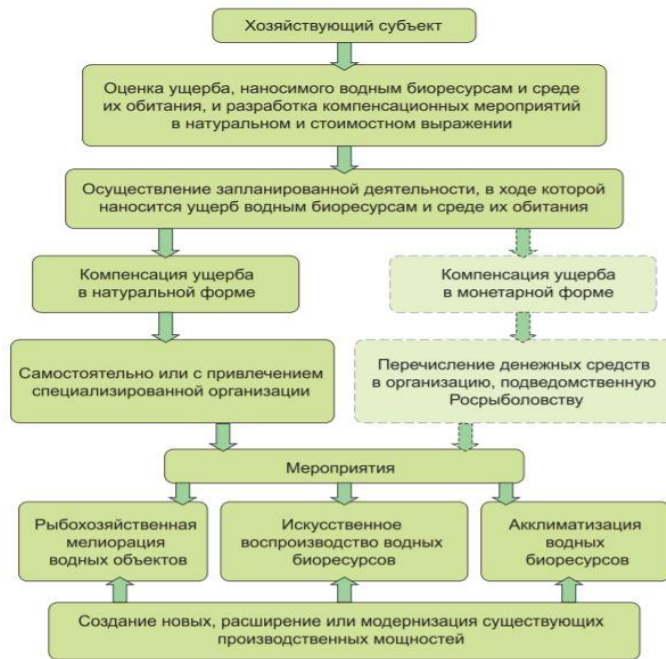 Хозяйствующий субъект
Оценка ущерба, наносимого водным биоресурсам и среде
их обитания, и разработка компенсационных мероприятий
в натуральном и стоимостном выражении
Осуществление запланированной деятельности, в ходе которой
наносится ущерб водным биоресурсам и среде их обитания
Компенсация ущерба
в натуральной форме
Компенсация ущерба
в монетарной форме
Самостоятельно или с привлечением
специализированной организации
Перечисление денежных средств
в организацию, подведомственную
Росрыболовству
Мероприятия
Рыбохозяйственная
мелиорация
водных объектов
Искусственное
воспроизводство водных
биоресурсов
Акклиматизация
водных
биоресурсов
Создание новых, расширение или модернизация существующих
производственных мощностей